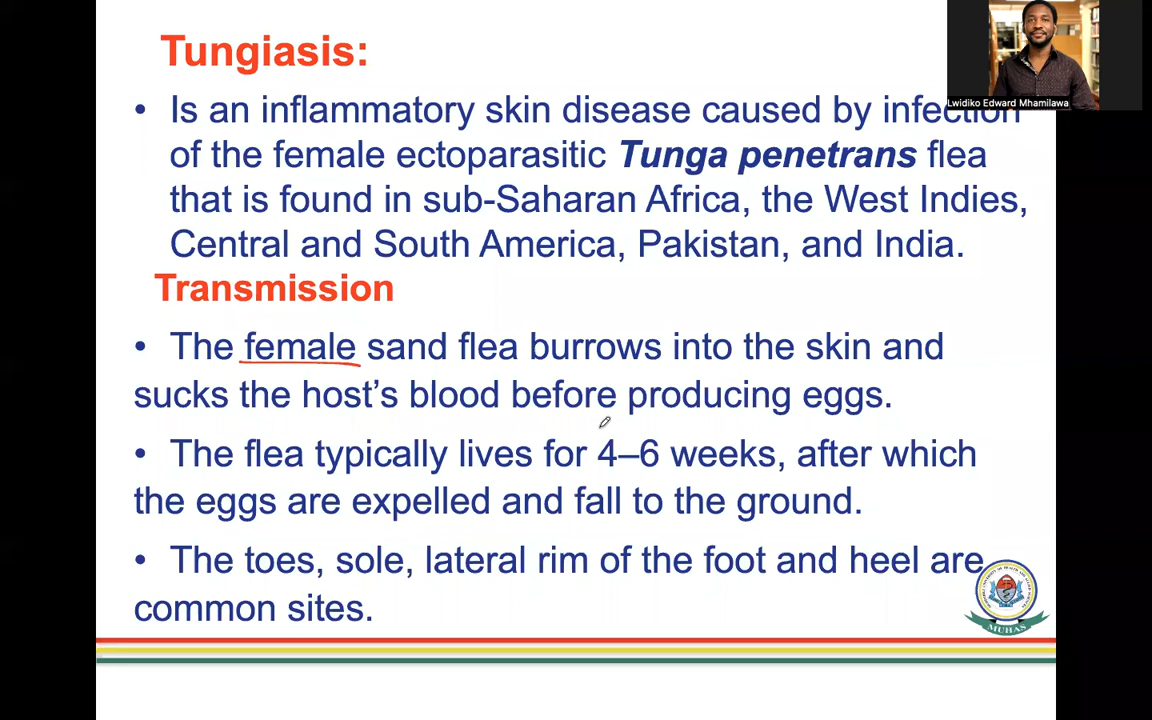 Tungiasis:
Lwidiko Edward Mhamilawa
• Is an inflammatory skin disease caused by infection
of the female ectoparasitic Tunga penetrans flea
that is found in sub-Saharan Africa, the West Indies,
Central and South America, Pakistan, and India.
Transmission
• The female sand flea burrows into the skin and
sucks the host’s blood before producing eggs.
• The flea typically lives for 4–6 weeks, after which
the eggs are expelled and fall to the ground.
• The toes, sole, lateral rim of the foot and heel are
common sites.
MUHAS